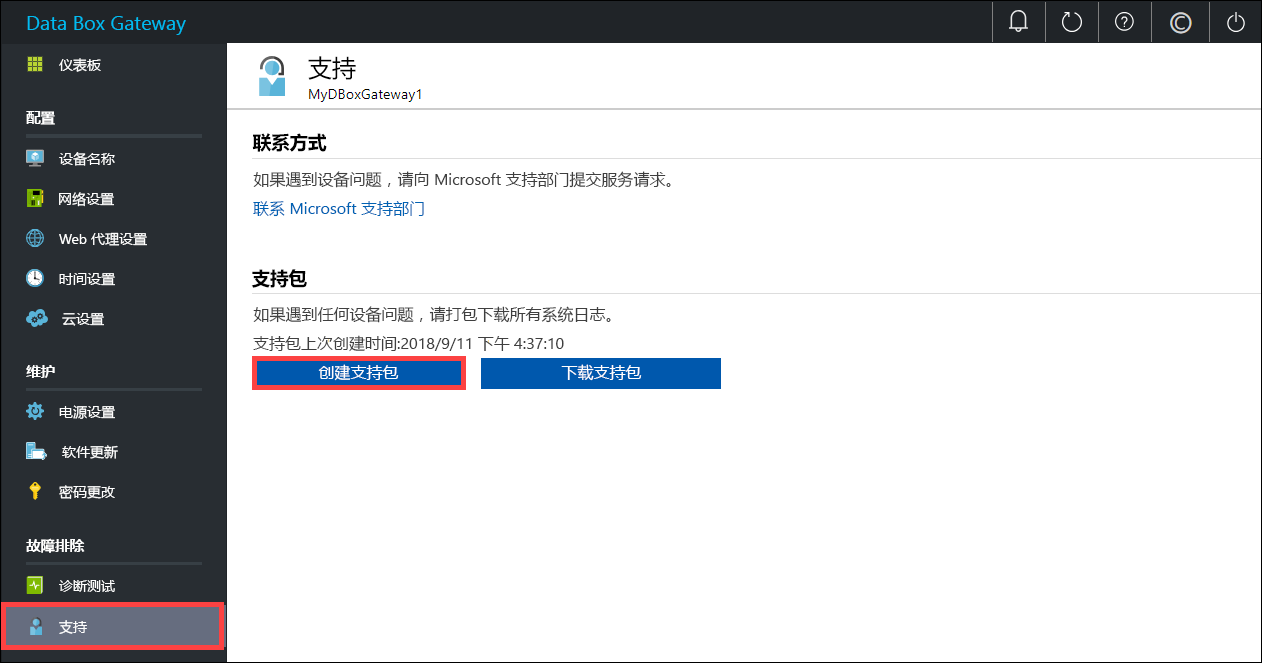 Data Box Gateway
仪表板
配置
设备名称
网络设置
Web 代理设置
时间设置
云设置
维护
电源设置
软件更新
密码更改
故障排除
诊断测试
支持
支持
MyDBoxGateway1
联系方式
如果遇到设备问题，请向 Microsoft 支持部门提交服务请求。
联系 Microsoft 支持部门
支持包
如果遇到任何设备问题，请打包下载所有系统日志。
支持包上次创建时间:2018/9/11 下午 4:37:10
创建支持包
下载支持包